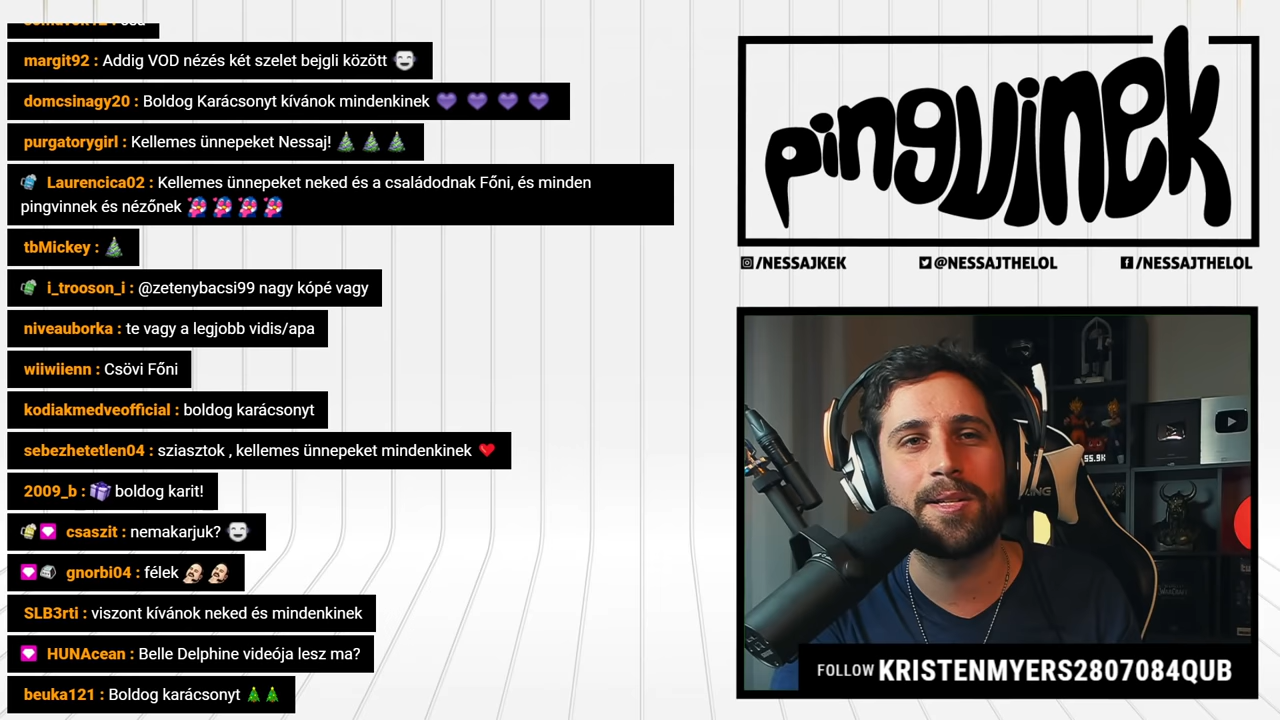 margit92 : Addig VOD nézés két szelet bejgli között
domcsinagy20 : Boldog Karácsonyt kívánok mindenkinek
purgatorygirl : Kellemes ünnepeket Nessaj!
Laurencica02 : Kellemes ünnepeket neked és a családodnak Főni, és minden
pingvinnek és nézőnek
tbMickey :
i_trooson_i : @zetenybacsi99 nagy kópé vagy
niveauborka : te vagy a legjobb vidis/apa
wiiwiienn : Csövi Főni
kodiakmedveofficial : boldog karácsonyt
sebezhetetlen04 : sziasztok , kellemes ünnepeket mindenkinek
2009_b : boldog karit!
csaszit : nemakarjuk?
gnorbi04 : félek
SLB3rti : viszont kívánok neked és mindenkinek
HUNAcean : Belle Delphine videója lesz ma?
beuka121 : Boldog karácsonyt
pingvinek
/NESSAJKEK @NESSAJTHELOL /NESSAJTHELOL
55.9K
FOLLOW KRISTENMYERS2807084QUB